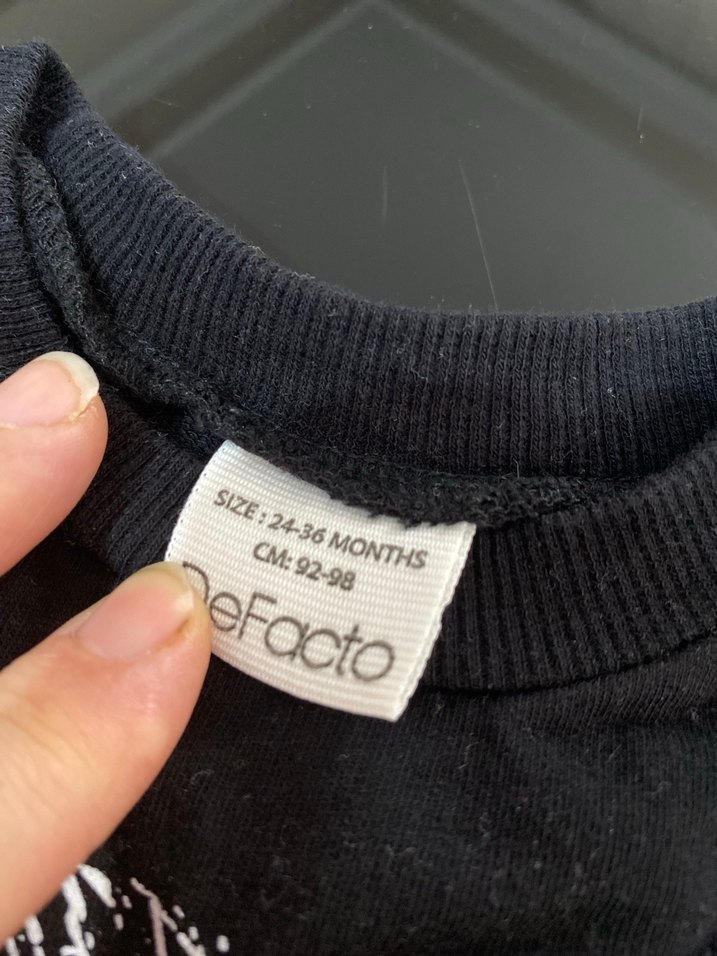 SIZE : 24-36 MONTHS
CM: 92-98
DeFacto